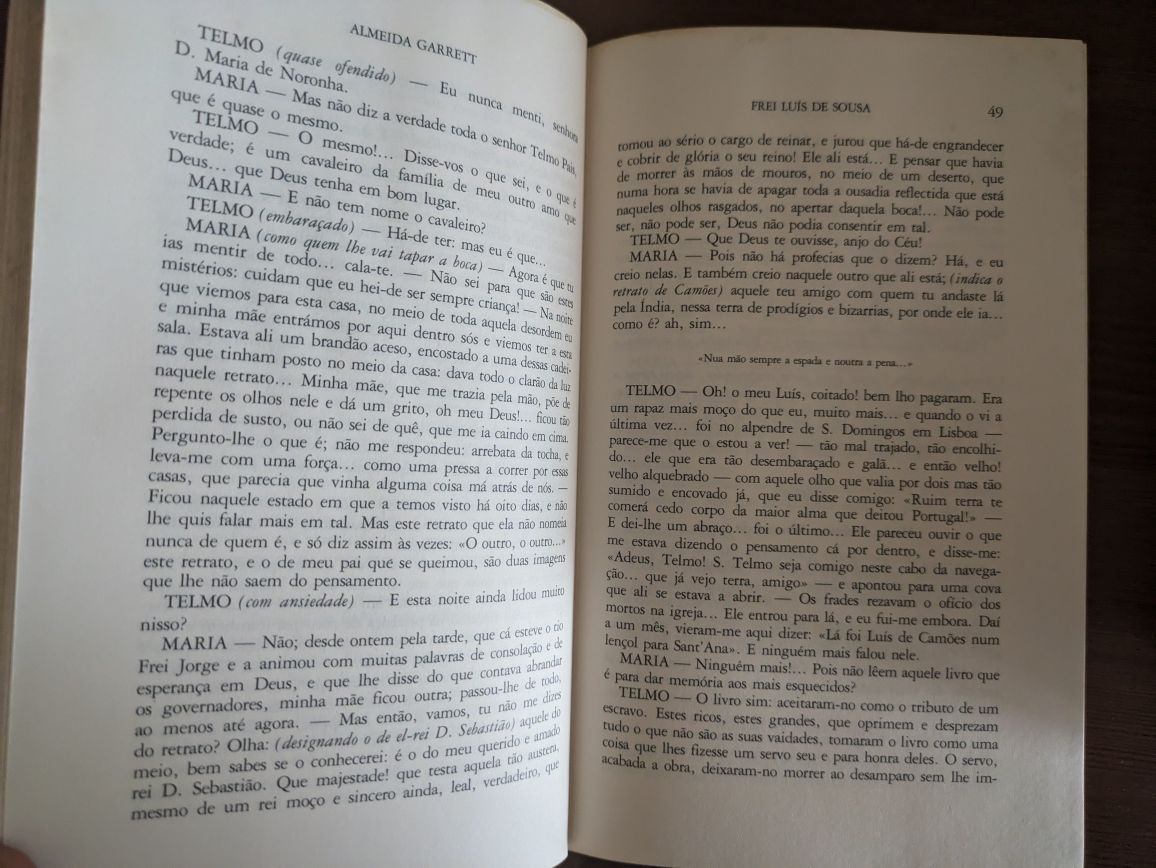 ALMEIDA GARRETT
TELMO (quase ofendido) — Eu nunca menti, senhora
D. Maria de Noronha.
MARIA — Mas não diz a verdade toda o senhor Telmo Pais,
que é quase o mesmo.
TELMO — O mesmo!... Disse-vos o que sei, e o que é
verdade; é um cavaleiro da família de meu outro amo que
Deus... que Deus tenha em bom lugar.
MARIA — E não tem nome o cavaleiro?
TELMO (embaraçado) — Há-de ter: mas eu é que...
MARIA (como quem lhe vai tapar a boca) — Agora é que tu
ias mentir de todo... cala-te. — Não sei para que são estes
mistérios: cuidam que eu hei-de ser sempre criança! — Na noite
que viemos para esta casa, no meio de toda aquela desordem eu
e minha mãe entrámos por aqui dentro sós e viemos ter a esta
sala. Estava ali um brandão aceso, encostado a uma dessas cadei-
ras que tinham posto no meio da casa: dava todo o clarão da luz
naquele retrato... Minha mãe, que me trazia pela mão, põe de
repente os olhos nele e dá um grito, oh meu Deus!... ficou tão
perdida de susto, ou não sei de quê, que me ia caindo em cima.
Pergunto-lhe o que é; não me respondeu: arrebata da tocha, e
leva-me com uma força... como uma pressa a correr por essas
casas, que parecia que vinha alguma coisa má atrás de nós. —
Ficou naquele estado em que a temos visto há oito dias, e não
lhe quis falar mais em tal. Mas este retrato que ela não nomeia
nunca de quem é, e só diz assim às vezes: «O outro, o outro...»
este retrato, e o de meu pai que se queimou, são duas imagens
que lhe não saem do pensamento.
TELMO (com ansiedade) — E esta noite ainda lidou muito
nisso?
MARIA — Não; desde ontem pela tarde, que cá esteve o tio
Frei Jorge e a animou com muitas palavras de consolação e de
esperança em Deus, e que lhe disse do que contava abrandar
os governadores, minha mãe ficou outra; passou-lhe de todo,
ao menos até agora. — Mas então, vamos, tu não me dizes
do retrato? Olha: (designando o de el-rei D. Sebastião) aquele do
meio, bem sabes se o conhecerei: é o do meu querido e amado
rei D. Sebastião. Que majestade! que testa aquela tão austera,
mesmo de um rei moço e sincero ainda, leal, verdadeiro, que
FREI LUÍS DE SOUSA 49
tomou ao sério o cargo de reinar, e jurou que há-de engrandecer
e cobrir de glória o seu reino! Ele ali está... E pensar que havia
de morrer às mãos de mouros, no meio de um deserto, que
numa hora se havia de apagar toda a ousadia reflectida que está
naqueles olhos rasgados, no apertar daquela boca!... Não pode
ser, não pode ser, Deus não podia consentir em tal.
TELMO — Que Deus te ouvisse, anjo do Céu!
MARIA — Pois não há profecias que o dizem? Há, e eu
creio nelas. E também creio naquele outro que ali está; (indica o
retrato de Camões) aquele teu amigo com quem tu andaste lá
pela Índia, nessa terra de prodígios e bizarrias, por onde ele ia...
como é? ah, sim...
«Nua mão sempre a espada e noutra a pena...»
TELMO — Oh! o meu Luís, coitado! bem lho pagaram. Era
um rapaz mais moço do que eu, muito mais... e quando o vi a
última vez... foi no alpendre de S. Domingos em Lisboa —
parece-me que o estou a ver! — tão mal trajado, tão encolhi-
do... ele que era tão desembaraçado e galã... e então velho!
velho alquebrado — com aquele olho que valia por dois mas tão
sumido e encovado já, que eu disse comigo: «Ruim terra te
comerá cedo corpo da maior alma que deitou Portugal!» —
E dei-lhe um abraço... foi o último... Ele pareceu ouvir o que
me estava dizendo o pensamento cá por dentro, e disse-me:
«Adeus, Telmo! S. Telmo seja comigo neste cabo da navega-
ção... que já vejo terra, amigo» — e apontou para uma cova
que ali se estava a abrir. — Os frades rezavam o ofício dos
mortos na igreja... Ele entrou para lá, e eu fui-me embora. Daí
a um mês, vieram-me aqui dizer: «Lá foi Luís de Camões num
lençol para Sant'Ana». E ninguém mais falou nele.
MARIA — Ninguém mais!... Pois não lêem aquele livro que
é para dar memória aos mais esquecidos?
TELMO — O livro sim: aceitaram-no como o tributo de um
escravo. Estes ricos, estes grandes, que oprimem e desprezam
tudo o que não são as suas vaidades, tomaram o livro como uma
coisa que lhes fizesse um servo seu e para honra deles. O servo,
acabada a obra, deixaram-no morrer ao desamparo sem lhe im-